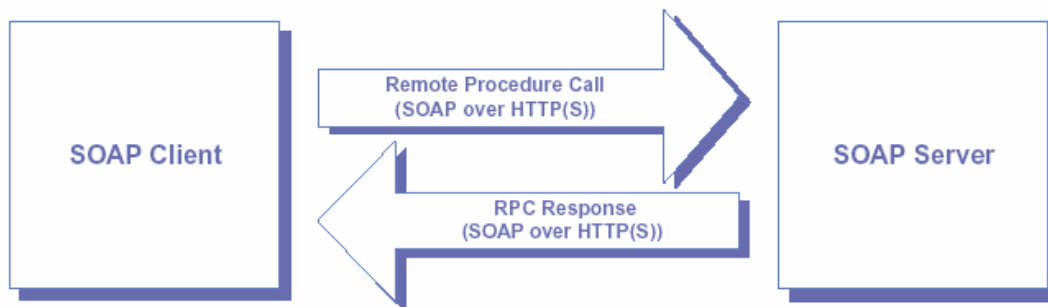 SOAP Client
Remote Procedure Call
(SOAP over HTTP(S))
RPC Response
(SOAP over HTTP(S))
SOAP Server